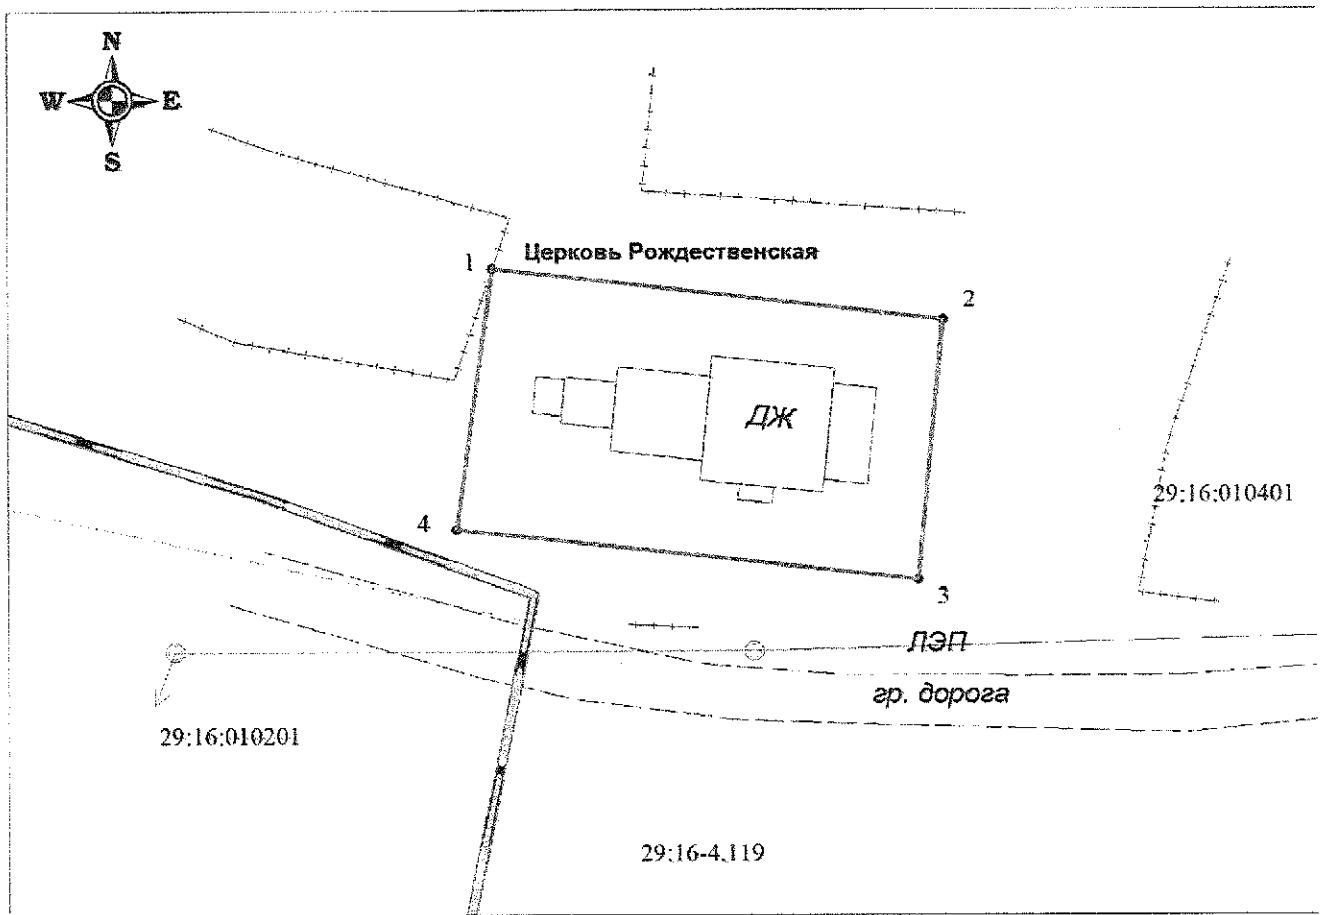 N
W E
S
1 Церковь Рождественская
2
ДЖ
29:16:010401
4
3
ЛЭП
гр. дорога
29:16:010201
29:16-4.119